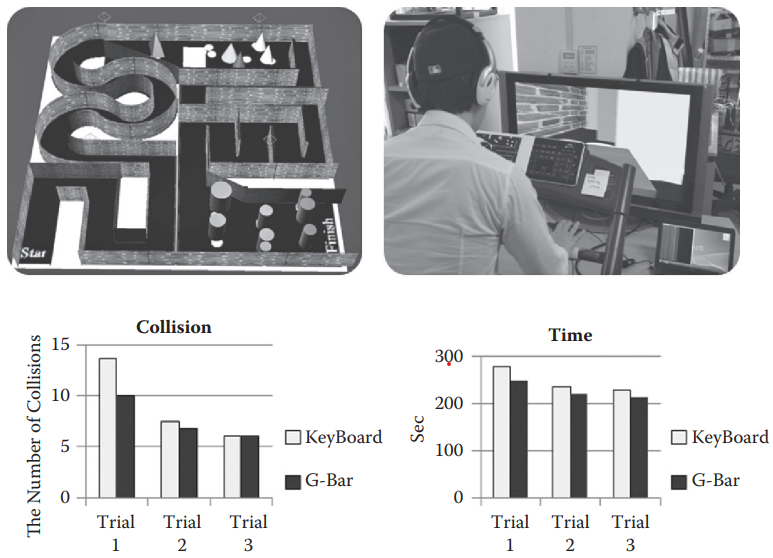 Star
Finish
Collision
The Number of Collisions
15
10
5
0
Trial
1
Trial
2
Trial
3
KeyBoard
G-Bar
Time
Sec
300
200
100
0
Trial
1
Trial
2
Trial
3
KeyBoard
G-Bar